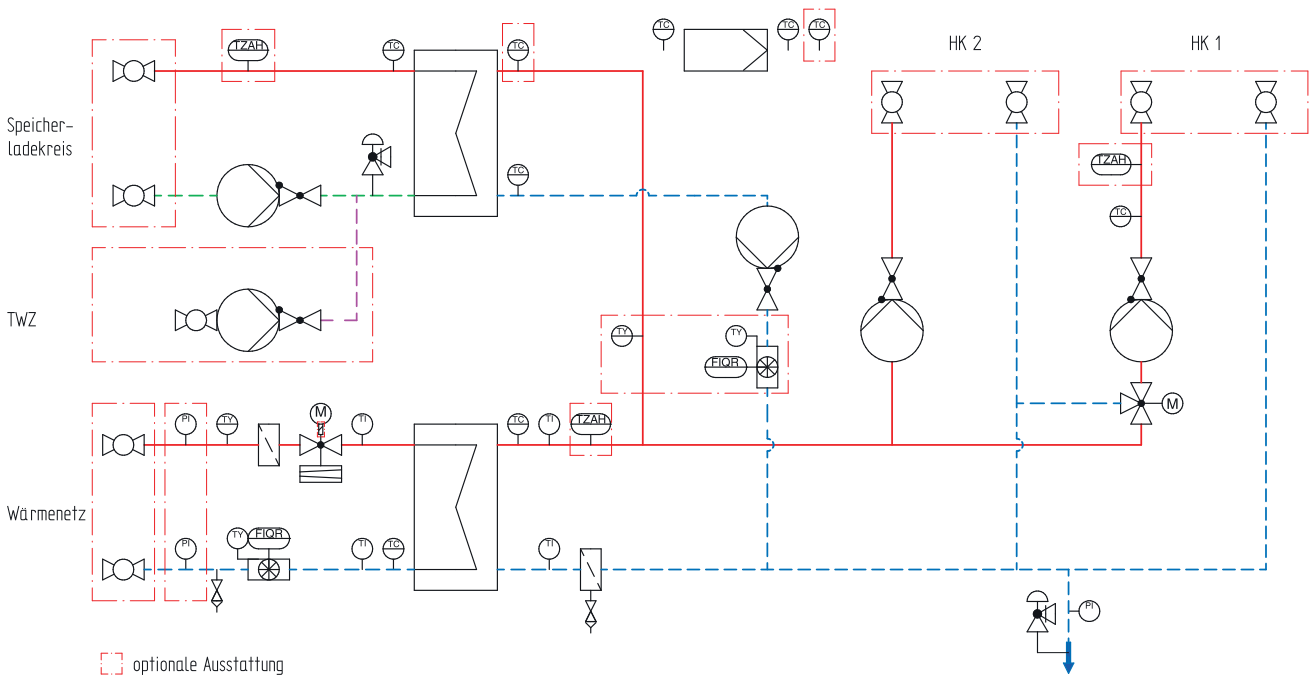 TC
TC
TC
HK 2
HK 1
TZAH
TC
TC
Speicher-
ladekreis
TZAH
TC
TC
TWZ
TY
TY
FIQR
M
PI
TY
M
TI
TC
TI
TZAH
Wärmenetz
PI
TY
FIQR
TI
TC
TI
PI
optionale Ausstattung